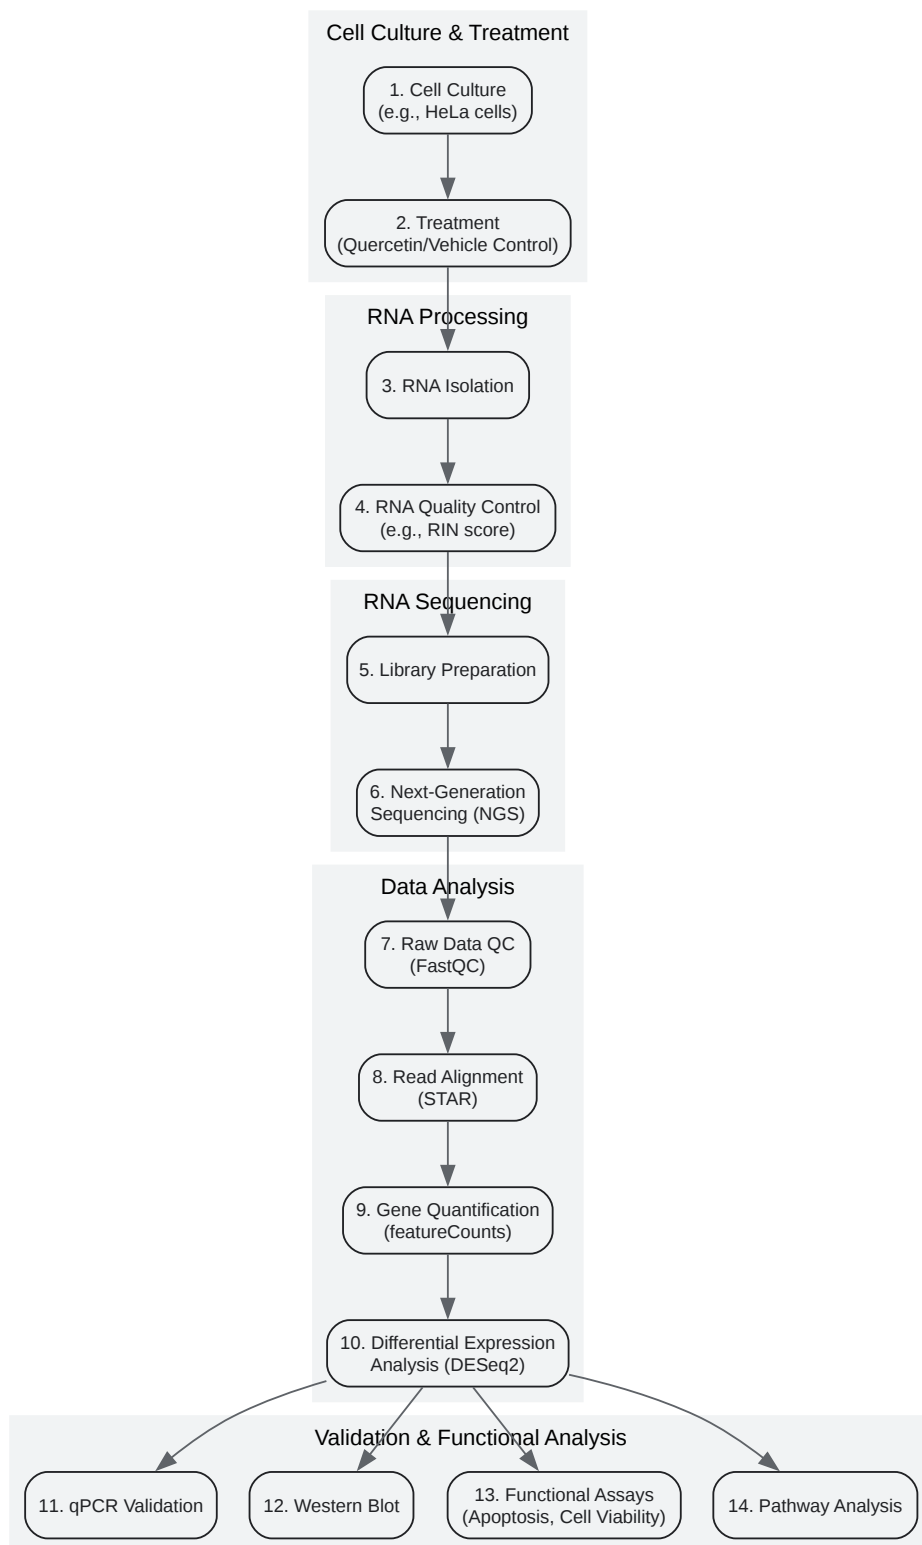 Cell Culture & Treatment
1. Cell Culture
(e.g., HeLa cells)
2. Treatment
(Quercetin/Vehicle Control)
RNA Processing
3. RNA Isolation
4. RNA Quality Control
(e.g., RIN score)
RNA Sequencing
5. Library Preparation
6. Next-Generation
Sequencing (NGS)
Data Analysis
7. Raw Data QC
(FastQC)
8. Read Alignment
(STAR)
9. Gene Quantification
(featureCounts)
10. Differential Expression
Analysis (DESeq2)
Validation & Functional Analysis
11. qPCR Validation
12. Western Blot
13. Functional Assays
(Apoptosis, Cell Viability)
14. Pathway Analysis